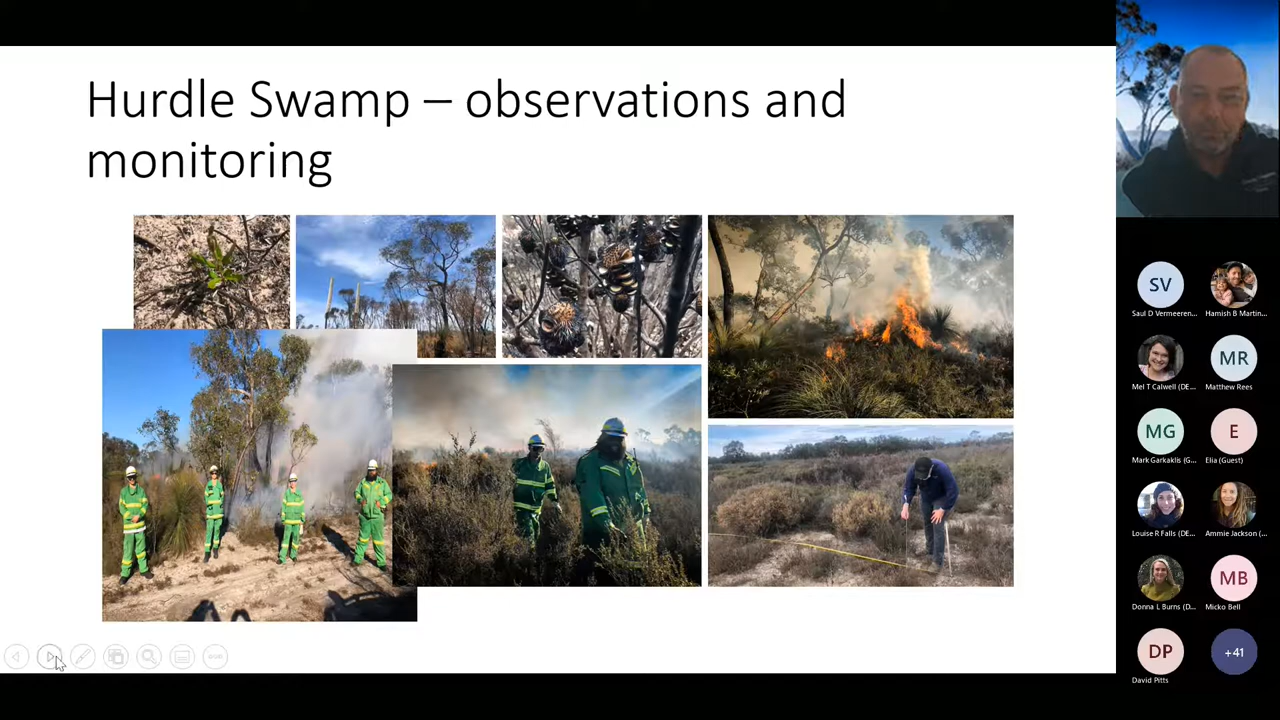 Hurdle Swamp – observations and
monitoring
SV
Saul D Vermeeren...
Hamish B Martin...
Mel T Calwell (DE...
MR
Matthew Rees
MG
Mark Garkaklis (G...
E
Elia (Guest)
Louise R Falls (DE...
Ammie Jackson (...
Donna L Burns (D...
MB
Micko Bell
DP
David Pitts
+41